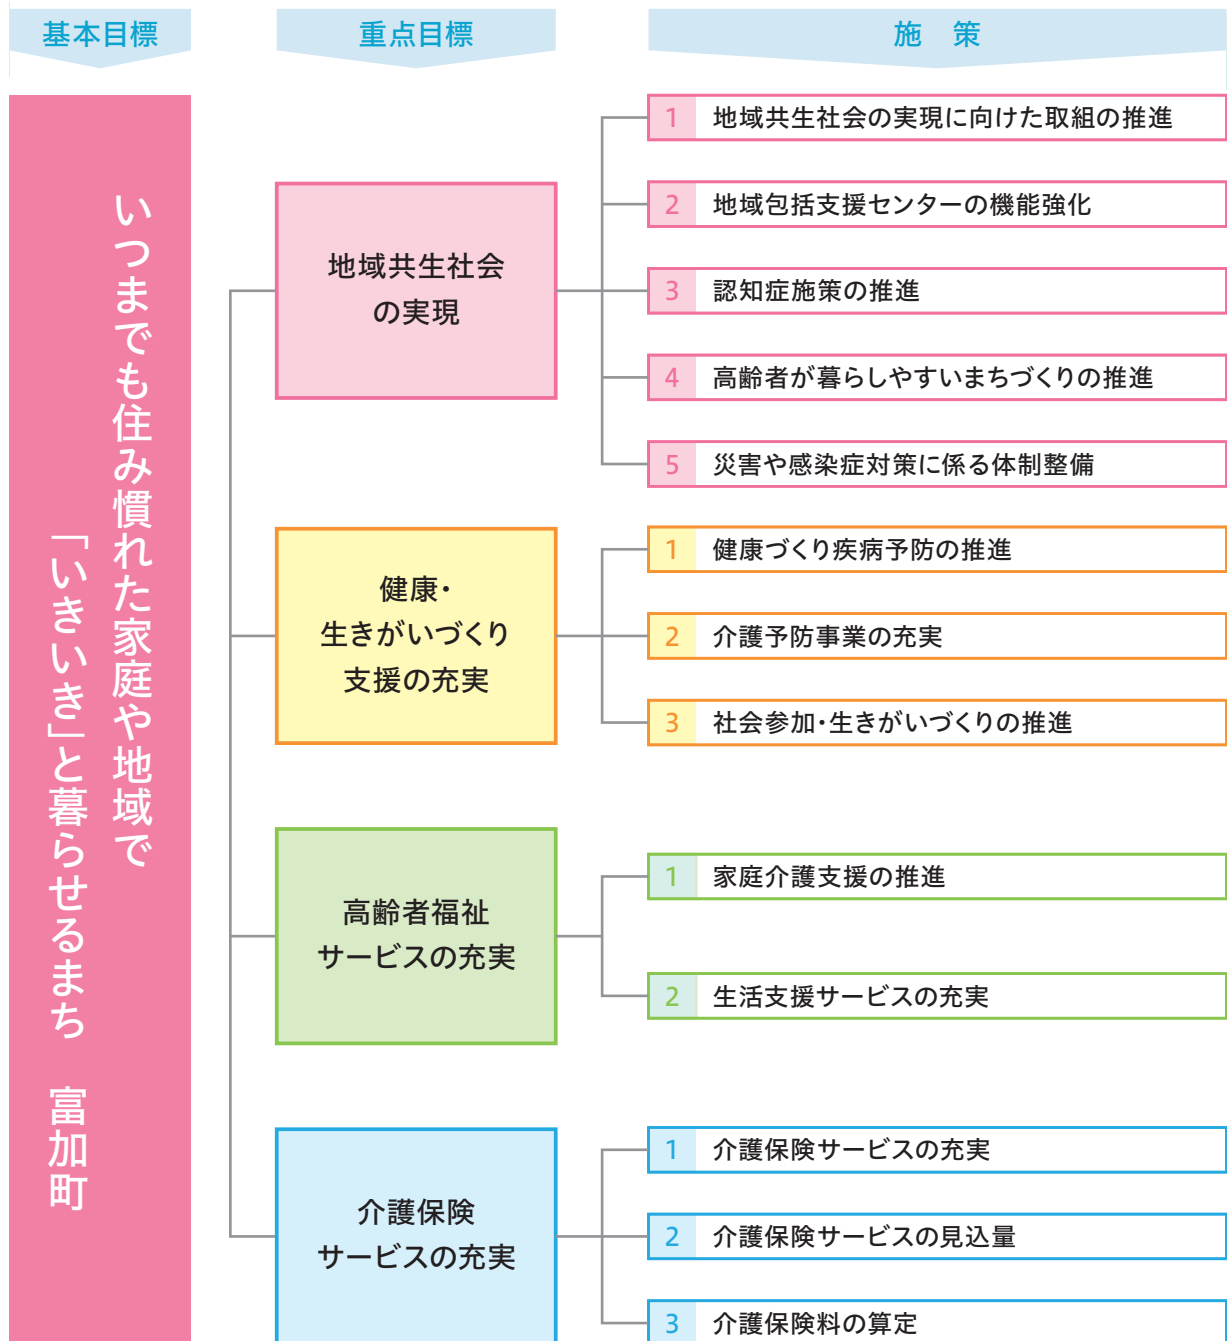 基本目標
重点目標
施　策
いつまでも住み慣れた家庭や地域で
「いきいき」と暮らせるまち　富加町
地域共生社会
の実現
1 地域共生社会の実現に向けた取組の推進
2 地域包括支援センターの機能強化
3 認知症施策の推進
4 高齢者が暮らしやすいまちづくりの推進
5 災害や感染症対策に係る体制整備
健康・
生きがいづくり
支援の充実
1 健康づくり疾病予防の推進
2 介護予防事業の充実
3 社会参加・生きがいづくりの推進
高齢者福祉
サービスの充実
1 家庭介護支援の推進
2 生活支援サービスの充実
介護保険
サービスの充実
1 介護保険サービスの充実
2 介護保険サービスの見込量
3 介護保険料の算定